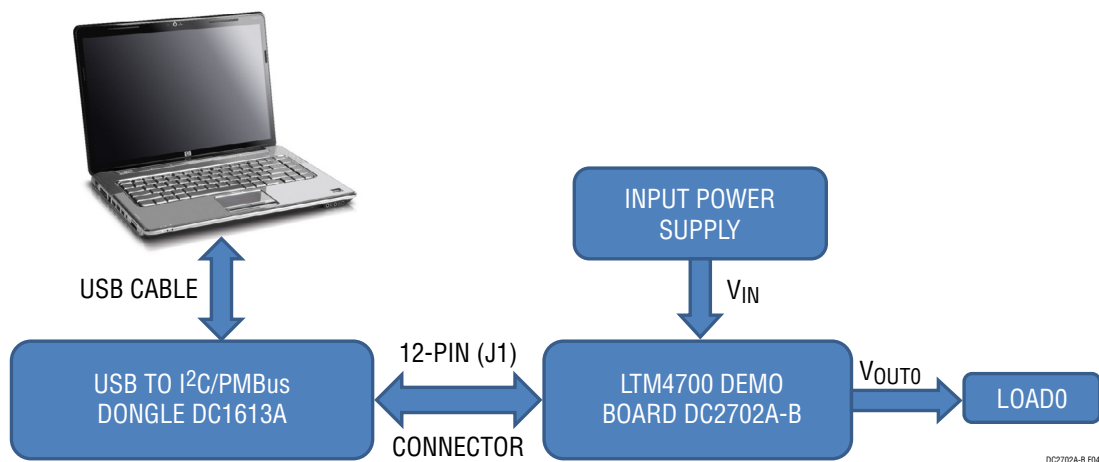 INPUT POWER
SUPPLY
USB CABLE
VIN
12-PIN (J1)
USB TO I2C/PMBus
DONGLE DC1613A
LTM4700 DEMO
BOARD DC2702A-B
VOUT0
LOAD0
CONNECTOR
DC2702A-B F04